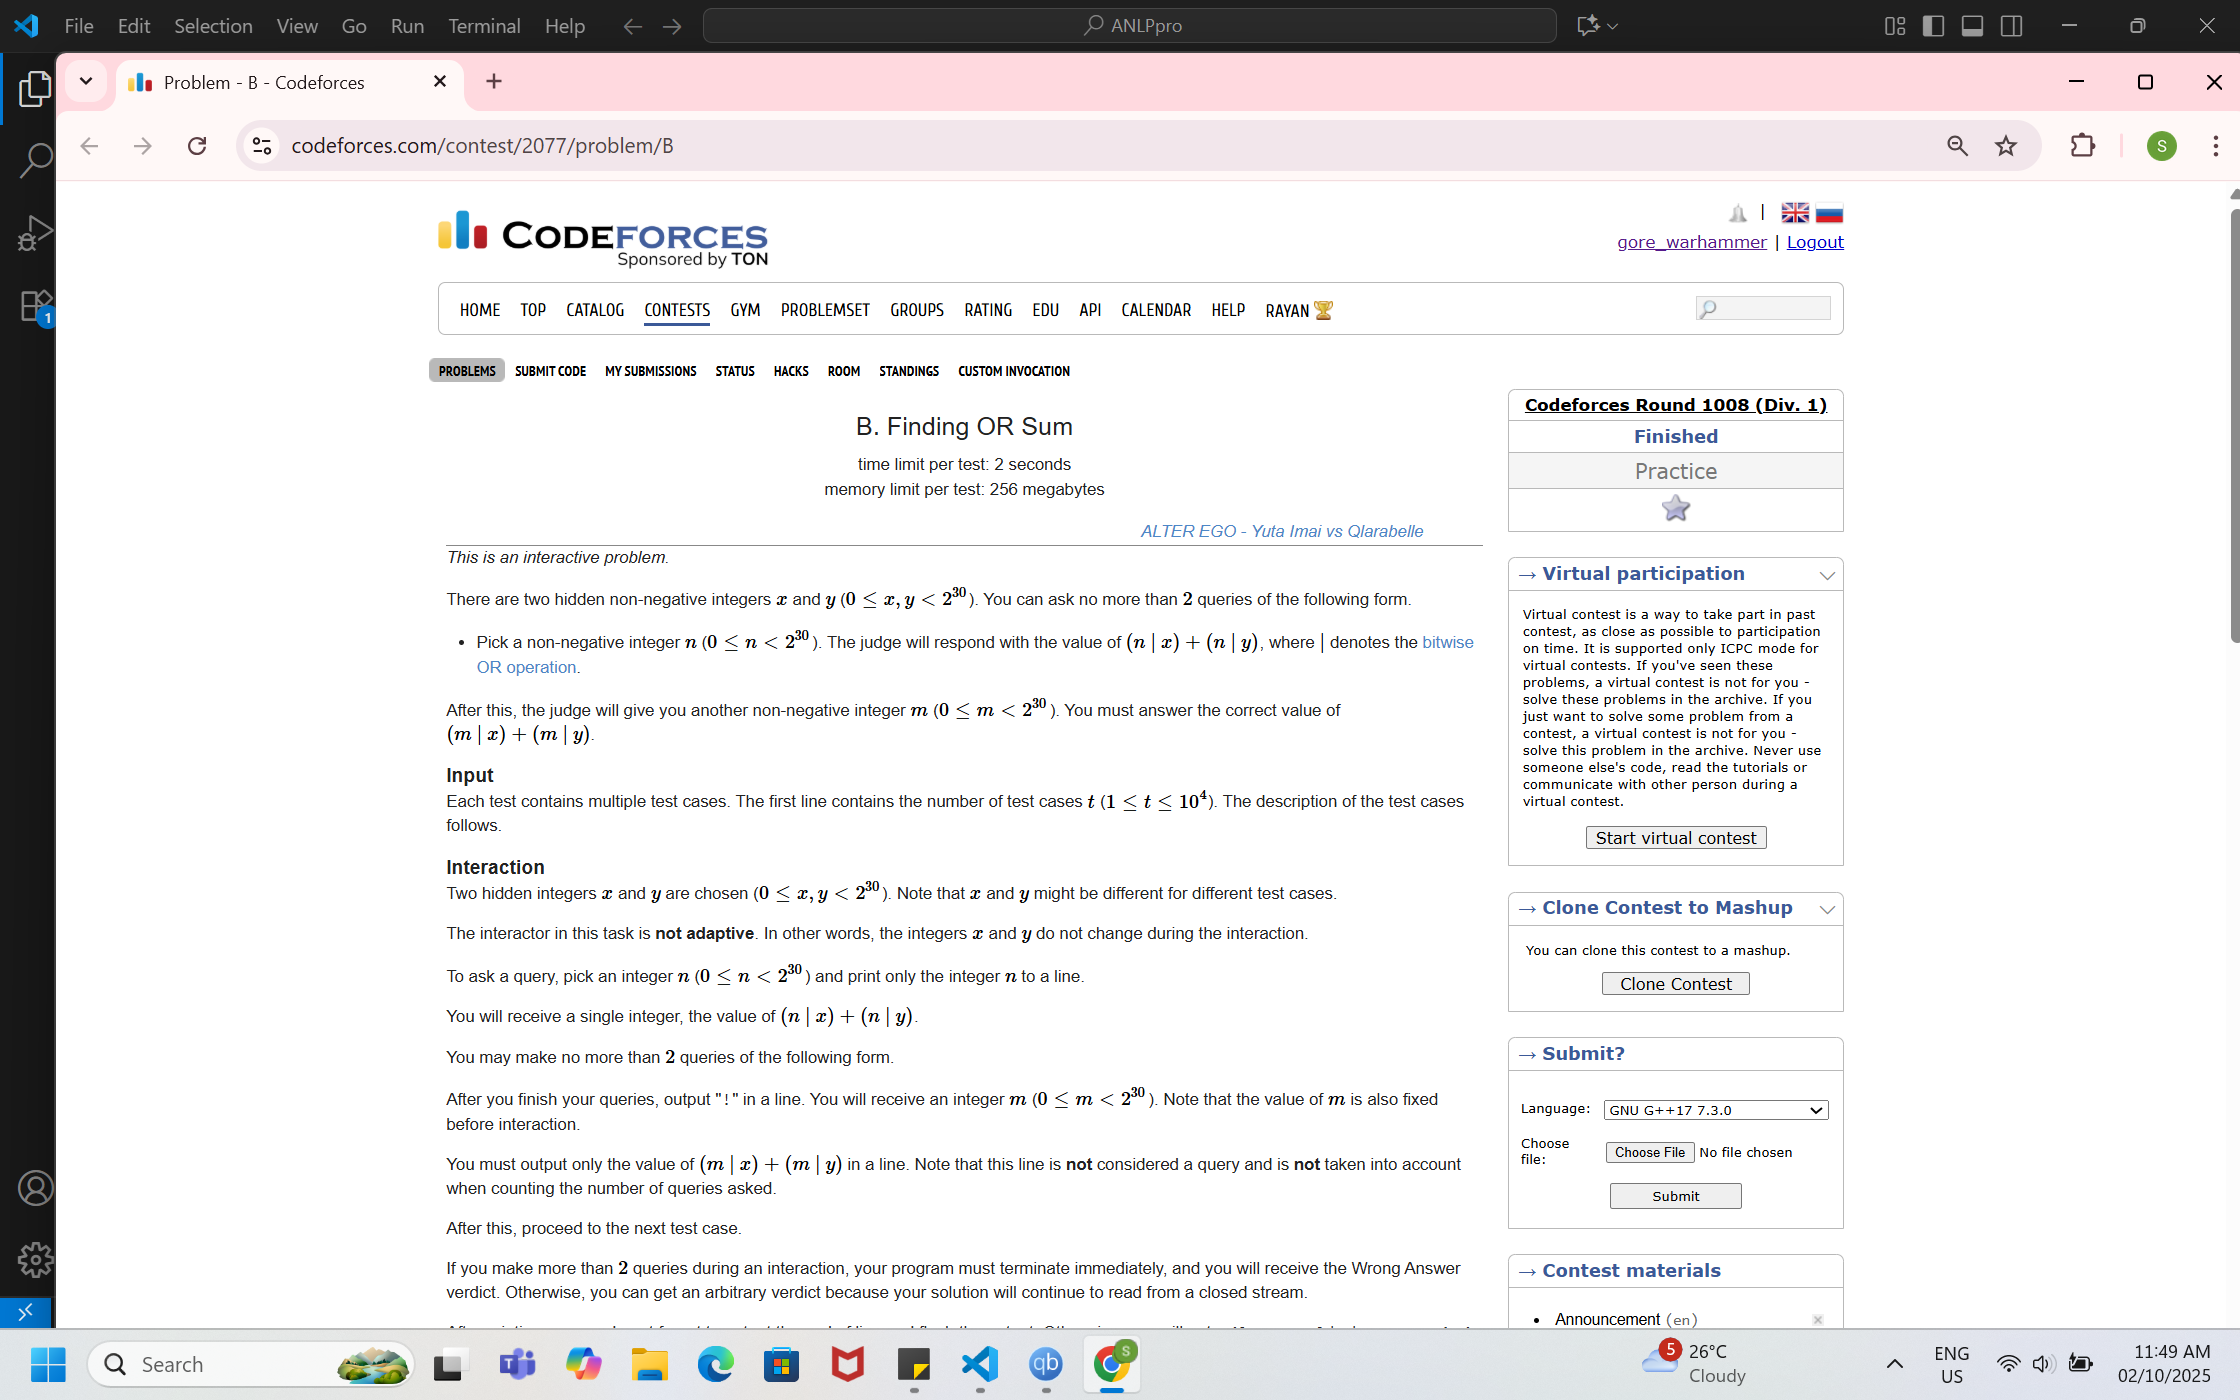 File Edit Selection View Go Run Terminal Help
ANLPpro
Problem - B - Codeforces
codeforces.com/contest/2077/problem/B
S
1
CODEFORCES
Sponsored by TON
|
gore_warhammer | Logout
HOME TOP CATALOG CONTESTS GYM PROBLEMSET GROUPS RATING EDU API CALENDAR HELP RAYAN
PROBLEMS SUBMIT CODE MY SUBMISSIONS STATUS HACKS ROOM STANDINGS CUSTOM INVOCATION
B. Finding OR Sum
time limit per test: 2 seconds
memory limit per test: 256 megabytes
ALTER EGO - Yuta Imai vs Qlarabelle
This is an interactive problem.
There are two hidden non-negative integers x and y (0 ≤ x, y < 2^30). You can ask no more than 2 queries of the following form.
• Pick a non-negative integer n (0 ≤ n < 2^30). The judge will respond with the value of (n | x) + (n | y), where | denotes the bitwise
OR operation.
After this, the judge will give you another non-negative integer m (0 ≤ m < 2^30). You must answer the correct value of
(m | x) + (m | y).
Input
Each test contains multiple test cases. The first line contains the number of test cases t (1 ≤ t ≤ 10^4). The description of the test cases
follows.
Interaction
Two hidden integers x and y are chosen (0 ≤ x, y < 2^30). Note that x and y might be different for different test cases.
The interactor in this task is not adaptive. In other words, the integers x and y do not change during the interaction.
To ask a query, pick an integer n (0 ≤ n < 2^30) and print only the integer n to a line.
You will receive a single integer, the value of (n | x) + (n | y).
You may make no more than 2 queries of the following form.
After you finish your queries, output "!" in a line. You will receive an integer m (0 ≤ m < 2^30). Note that the value of m is also fixed
before interaction.
You must output only the value of (m | x) + (m | y) in a line. Note that this line is not considered a query and is not taken into account
when counting the number of queries asked.
After this, proceed to the next test case.
If you make more than 2 queries during an interaction, your program must terminate immediately, and you will receive the Wrong Answer
verdict. Otherwise, you can get an arbitrary verdict because your solution will continue to read from a closed stream.
Codeforces Round 1008 (Div. 1)
Finished
Practice
→ Virtual participation
Virtual contest is a way to take part in past
contest, as close as possible to participation
on time. It is supported only ICPC mode for
virtual contests. If you've seen these
problems, a virtual contest is not for you -
solve these problems in the archive. If you
just want to solve some problem from a
contest, a virtual contest is not for you -
solve this problem in the archive. Never use
someone else's code, read the tutorials or
communicate with other person during a
virtual contest.
Start virtual contest
→ Clone Contest to Mashup
You can clone this contest to a mashup.
Clone Contest
→ Submit?
Language: GNU G++17 7.3.0
Choose
file: Choose File No file chosen
Submit
→ Contest materials
• Announcement (en)
Search
qb
S
5
26°C
Cloudy
ENG
US
11:49 AM
02/10/2025